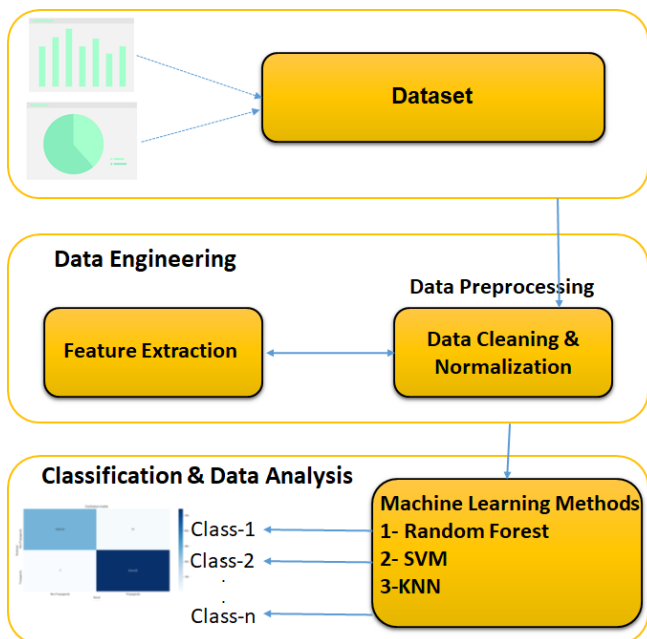 Dataset
Data Engineering
Data Preprocessing
Feature Extraction
Data Cleaning &
Normalization
Classification & Data Analysis
Machine Learning Methods
1- Random Forest
2- SVM
3-KNN
Class-1
Class-2
.
.
Class-n